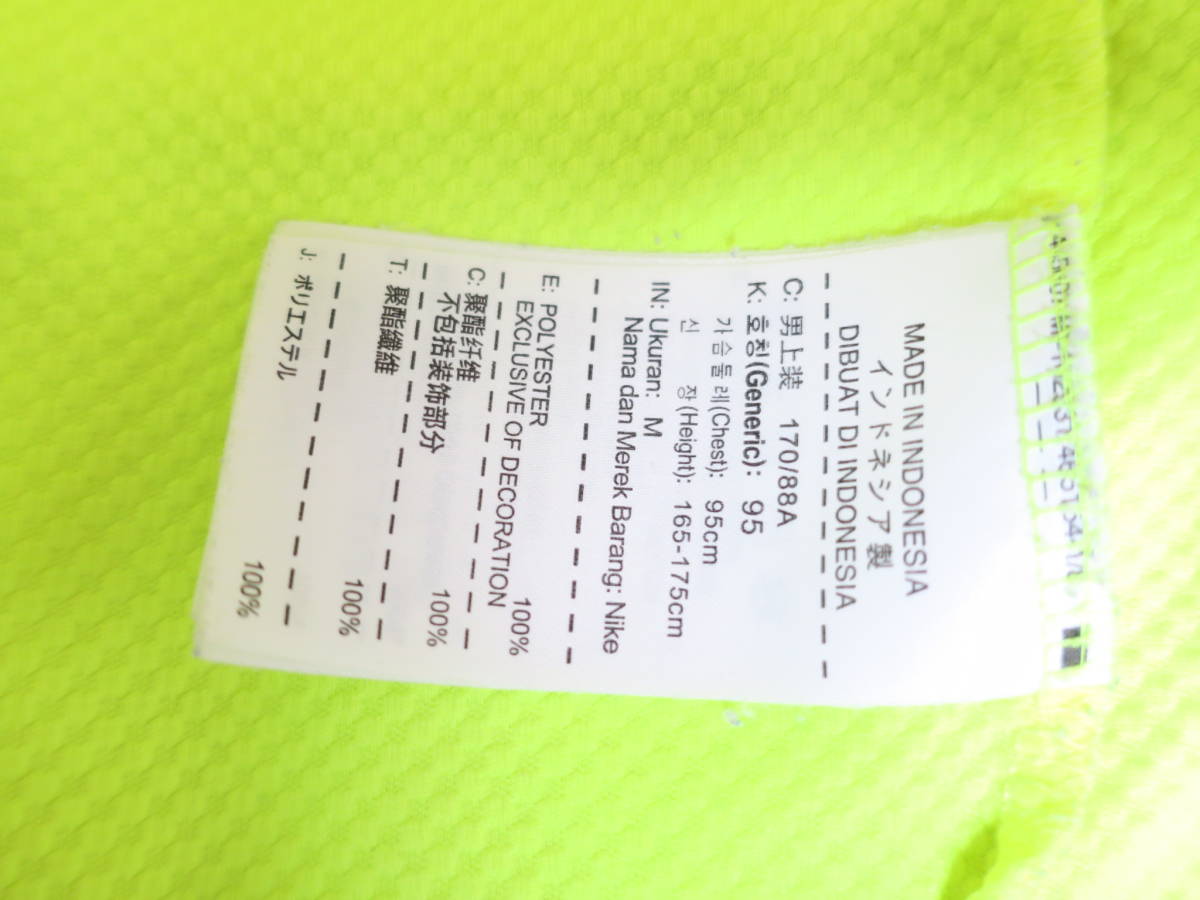 MADE IN INDONESIA
インドネシア製
DIBUAT DI INDONESIA
C: 男上装 170/88A
K: 호칭(Generic): 95
가슴둘레(Chest): 95cm
신 장(Height): 165-175cm
IN: Ukuran: M
Nama dan Merek Barang: Nike
E: POLYESTER 100%
EXCLUSIVE OF DECORATION
C: 聚酯纤维 100%
不包括装饰部分
T: 聚酯纖維 100%
J: ポリエステル 100%